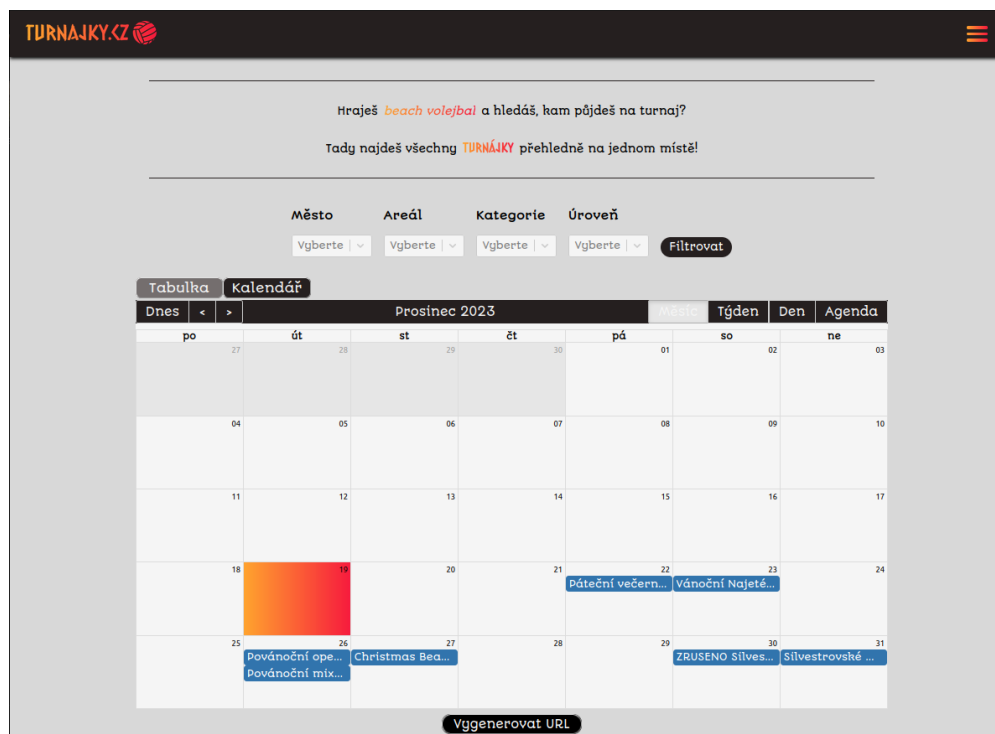 TURNAJKY.CZ
Hraješ beach volejbal a hledáš, kam půjdeš na turnaj?
Tady najdeš všechny TURNÁJKY přehledně na jednom místě!
Město Areál Kategorie Úroveň
Vyberte Vyberte Vyberte Vyberte Filtrovat
Tabulka Kalendář
Dnes < > Prosinec 2023 Měsíc Týden Den Agenda
po út st čt pá so ne
27 28 29 30 01 02 03
04 05 06 07 08 09 10
11 12 13 14 15 16 17
18 19 20 21 22 23 24
Páteční večern... Vánoční Najeté...
25 26 27 28 29 30 31
Povánoční ope... Christmas Bea... ZRUSENO Silves... Silvestrovské ...
Povánoční mix...
Vygenerovat URL